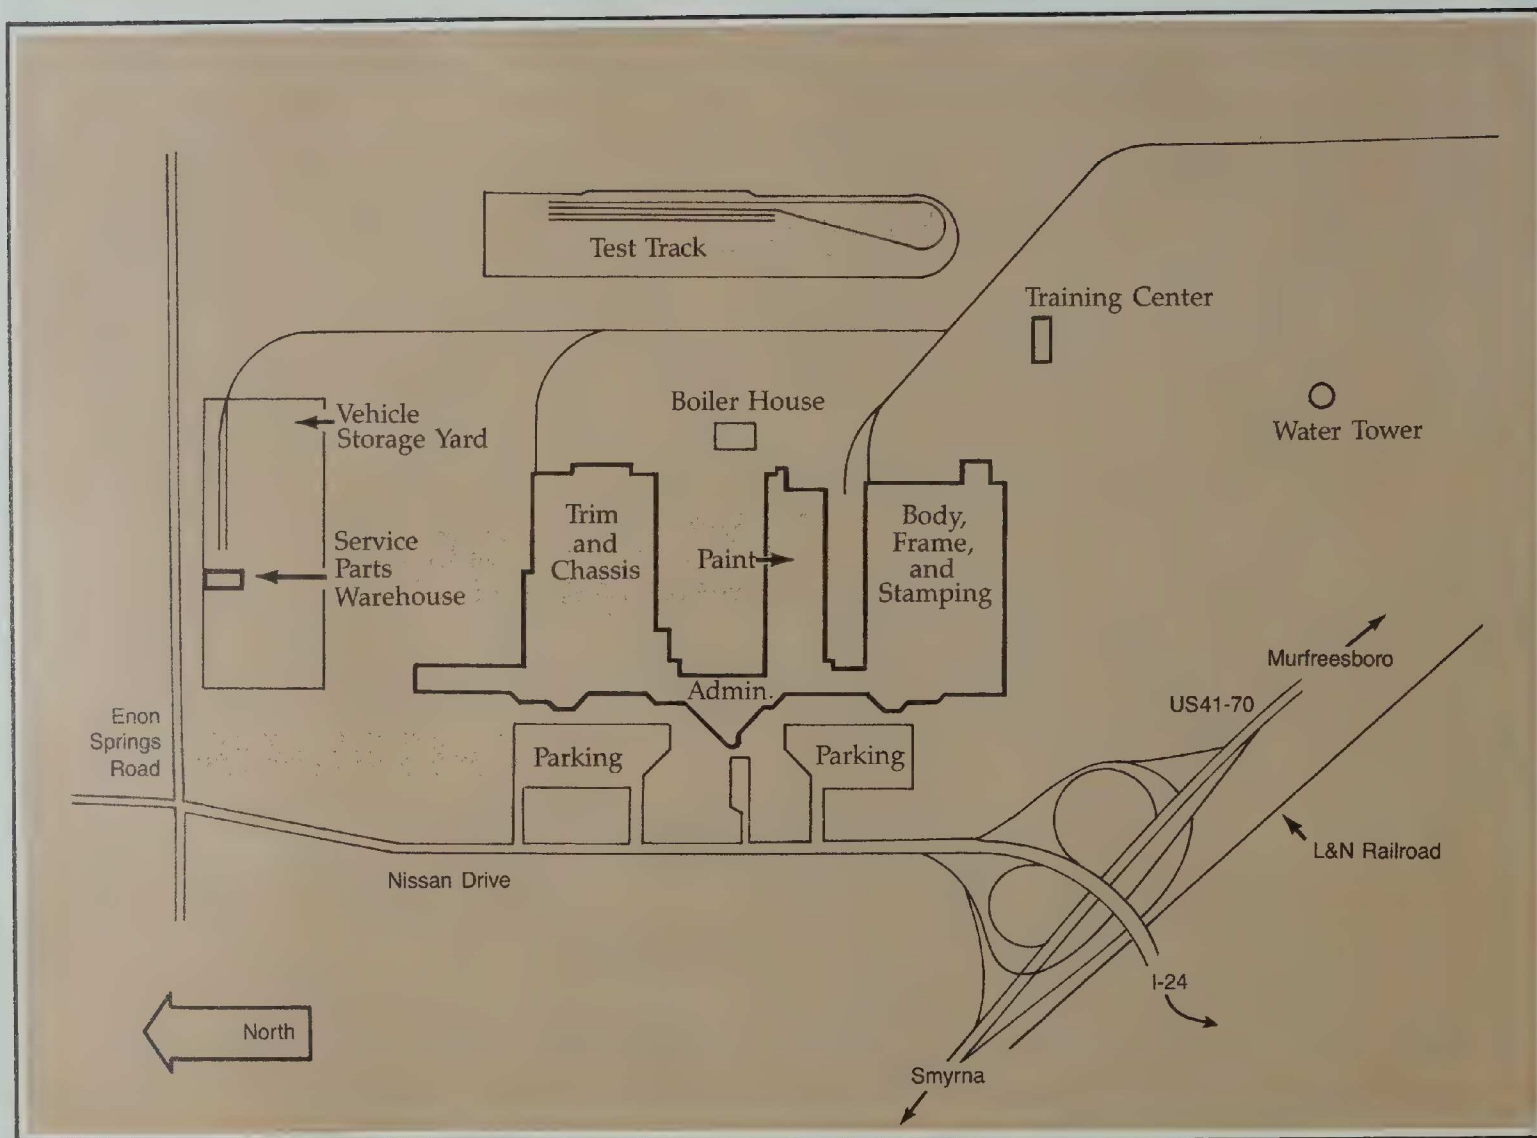 Test Track
Training Center
Boiler House
Water Tower
Vehicle
Storage Yard
Service
Parts
Warehouse
Trim
and
Chassis
Paint
Body,
Frame,
and
Stamping
Admin.
Parking
Parking
Enon
Springs
Road
Nissan Drive
Murfreesboro
US41-70
L&N Railroad
I-24
Smyrna
North